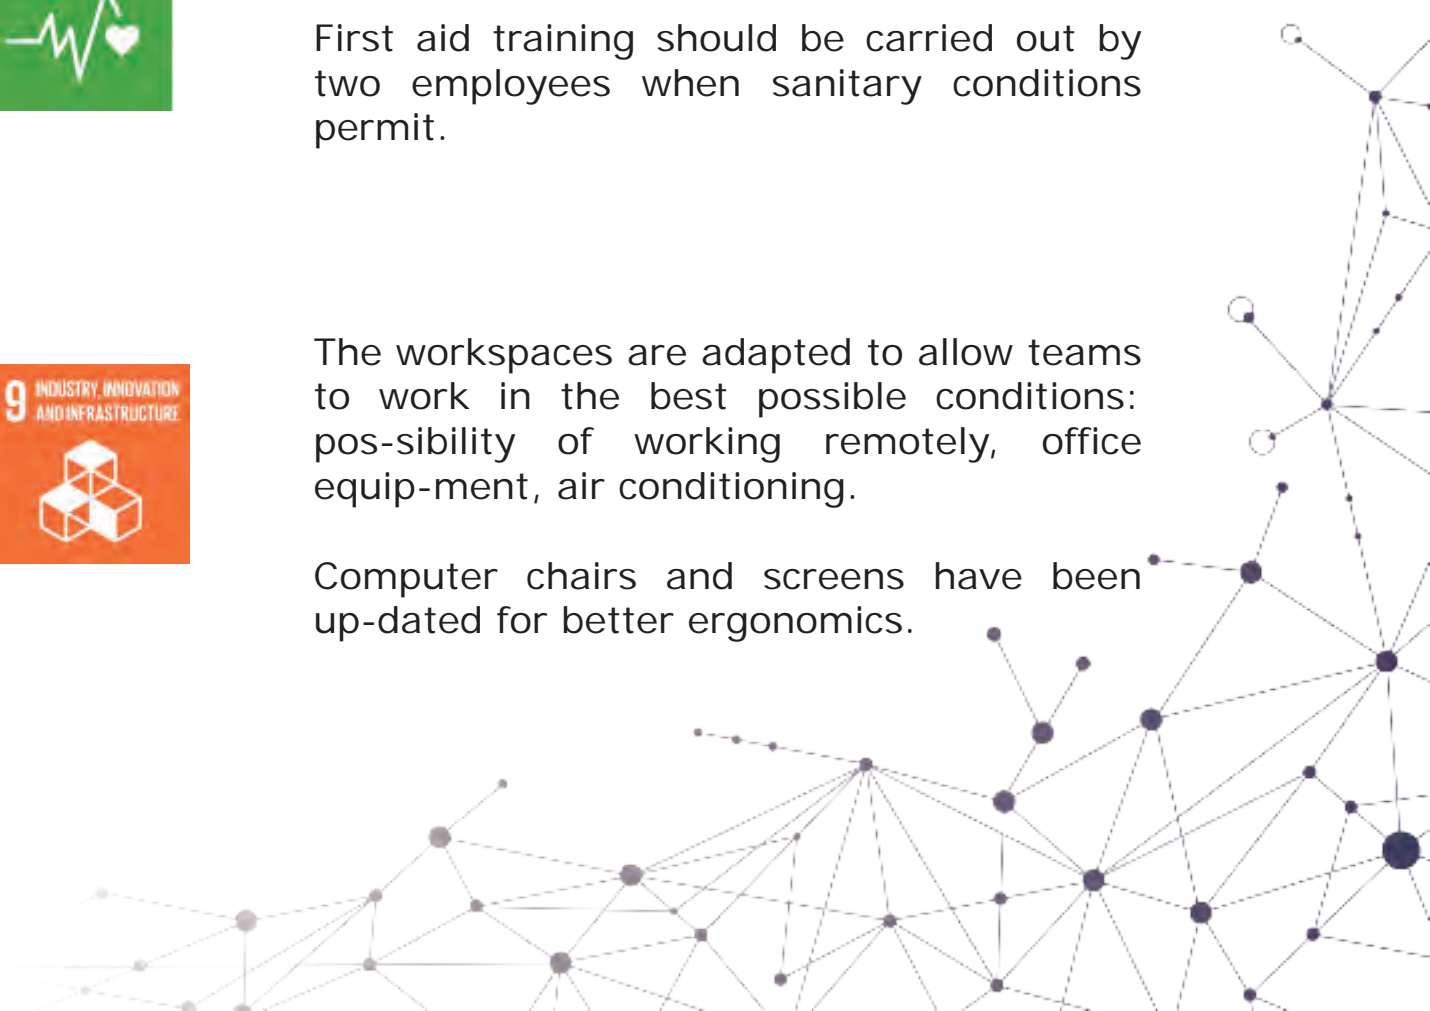 First aid training should be carried out by
two employees when sanitary conditions
permit.
9 INDUSTRY, INNOVATION
AND INFRASTRUCTURE
The workspaces are adapted to allow teams
to work in the best possible conditions:
pos-sibility of working remotely, office
equip-ment, air conditioning.
Computer chairs and screens have been
up-dated for better ergonomics.